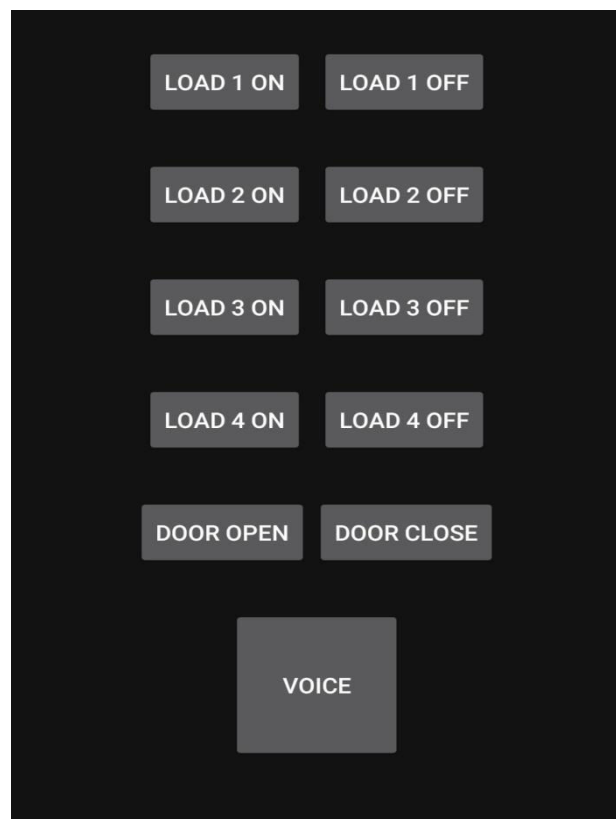 LOAD 1 ON LOAD 1 OFF
LOAD 2 ON LOAD 2 OFF
LOAD 3 ON LOAD 3 OFF
LOAD 4 ON LOAD 4 OFF
DOOR OPEN DOOR CLOSE
VOICE